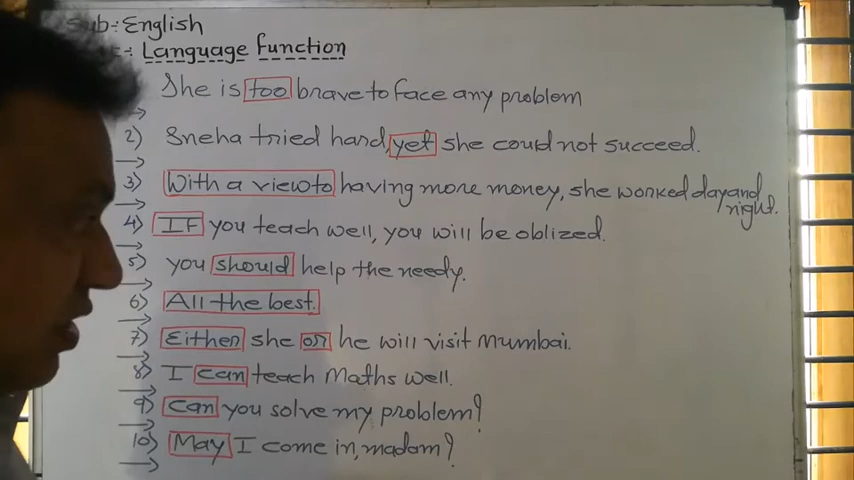 Sub:- English
:- Language function
She is too brave to face any problem
2) Sneha tried hard, yet she could not succeed.
3) With a view to having more money, she worked day and
night.
4) IF you teach well, you will be oblized.
5) you should help the needy.
6) All the best.
7) Either she or he will visit Mumbai.
8) I can teach Maths well.
9) can you solve my problem?
10) May I come in, madam?